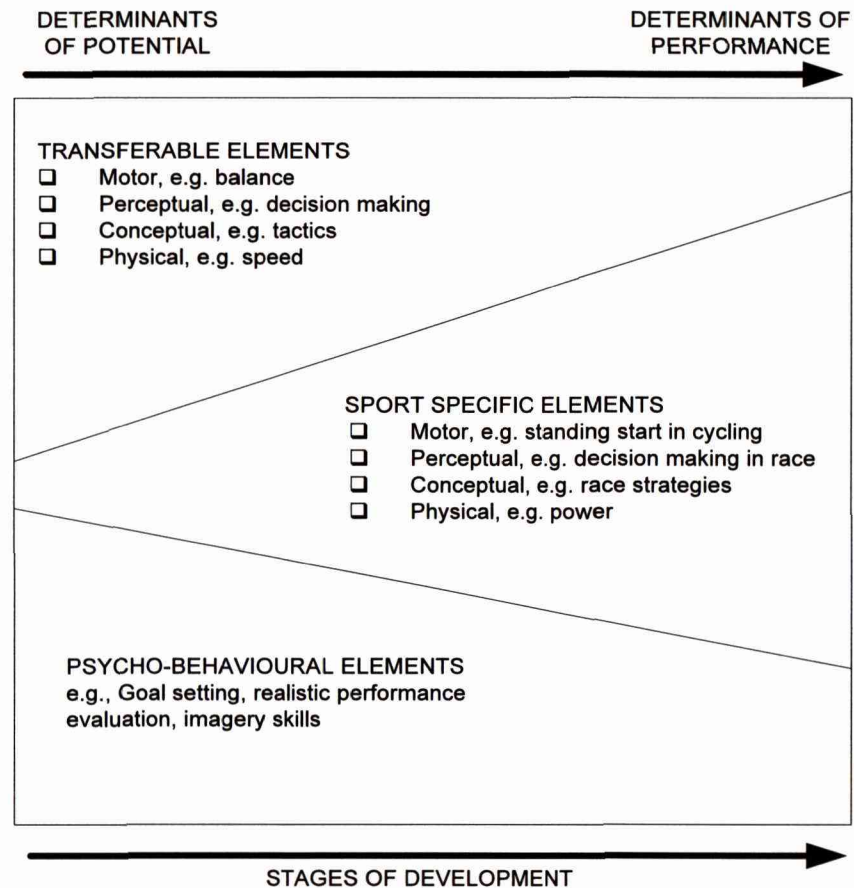 DETERMINANTS
OF POTENTIAL
DETERMINANTS OF
PERFORMANCE
TRANSFERABLE ELEMENTS
❑ Motor, e.g. balance
❑ Perceptual, e.g. decision making
❑ Conceptual, e.g. tactics
❑ Physical, e.g. speed
SPORT SPECIFIC ELEMENTS
❑ Motor, e.g. standing start in cycling
❑ Perceptual, e.g. decision making in race
❑ Conceptual, e.g. race strategies
❑ Physical, e.g. power
PSYCHO-BEHAVIOURAL ELEMENTS
e.g., Goal setting, realistic performance
evaluation, imagery skills
STAGES OF DEVELOPMENT